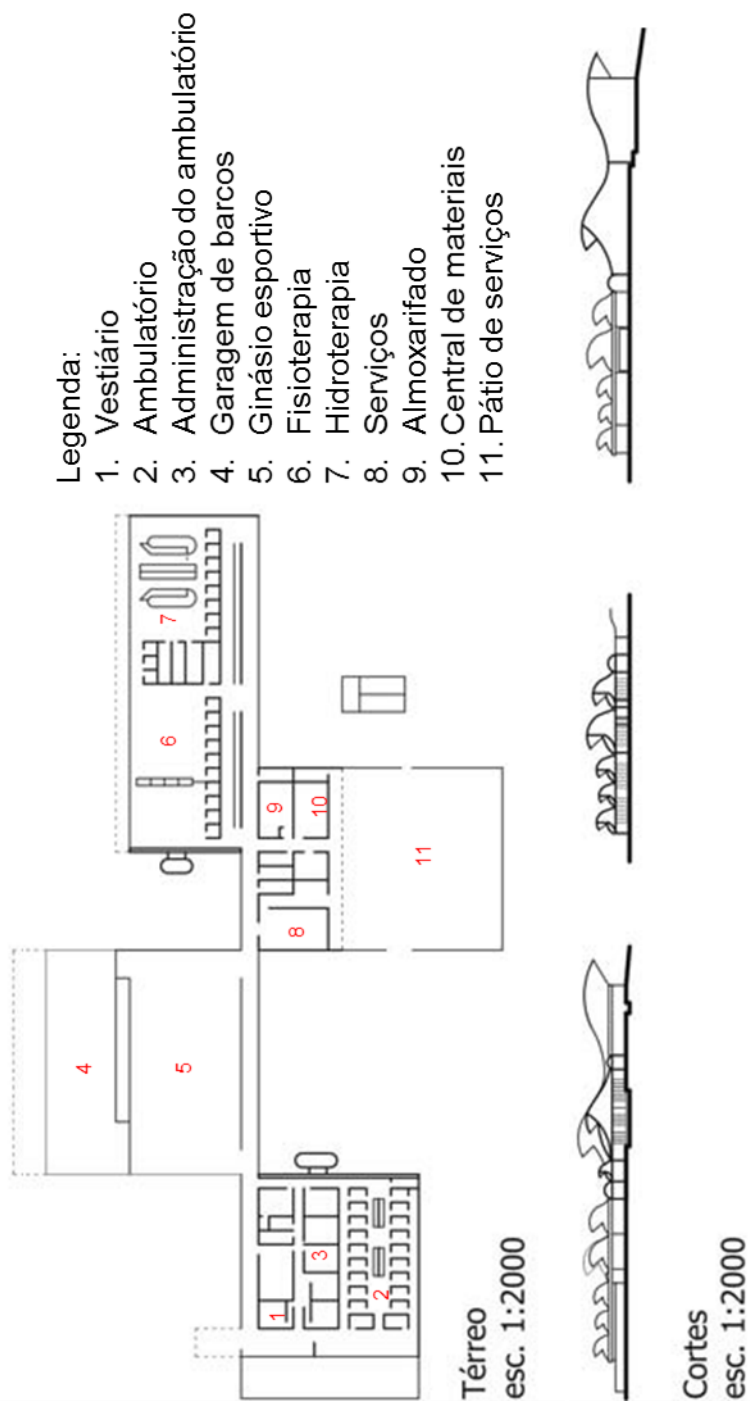 Legenda:
1. Vestiário
2. Ambulatório
3. Administração do ambulatório
4. Garagem de barcos
5. Ginásio esportivo
6. Fisioterapia
7. Hidroterapia
8. Serviços
9. Almoxarifado
10. Central de materiais
11. Pátio de serviços
4
5
6
7
1
3
2
8
9
10
11
Térreo
esc. 1:2000
Cortes
esc. 1:2000